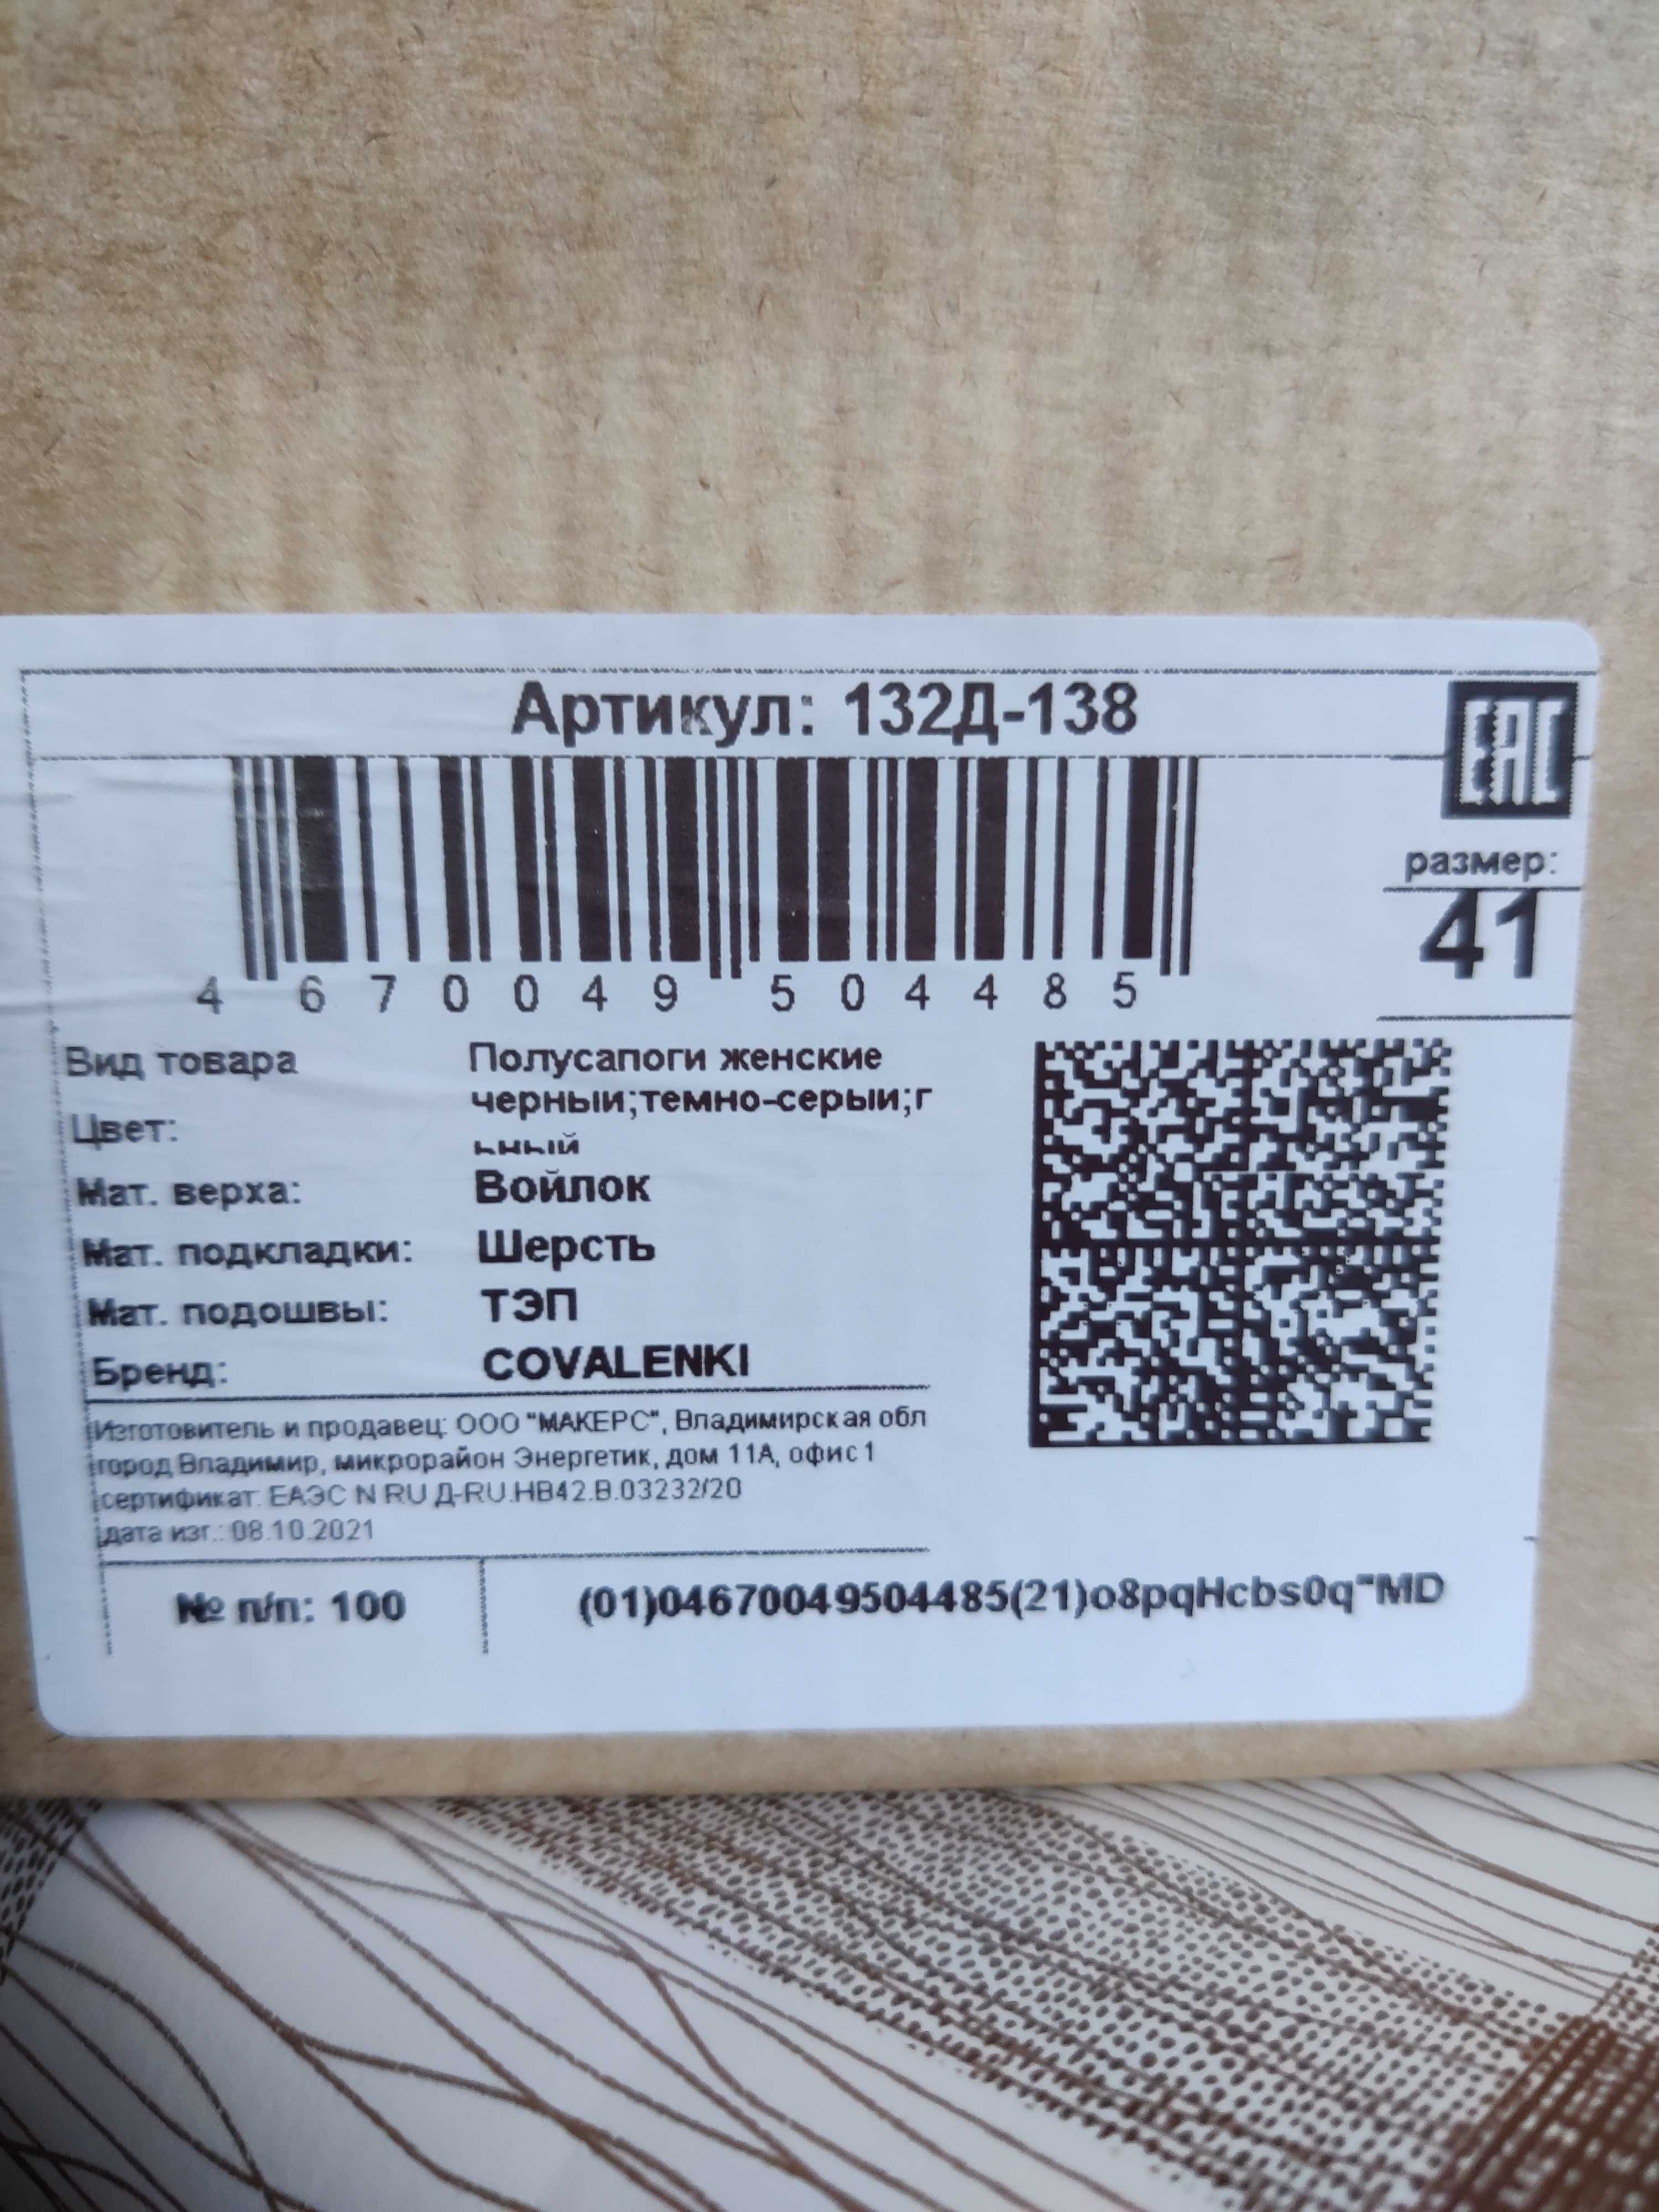 Артикул: 132Д-138
EAC
размер:
41
4 670049 504485
Вид товара Полусапоги женские
Цвет: черный;темно-серый;г
Мат. верха: Войлок
Мат. подкладки: Шерсть
Мат. подошвы: ТЭП
Бренд: COVALENKI
Изготовитель и продавец: ООО "МАКЕРС", Владимирская обл
город Владимир, микрорайон Энергетик, дом 11А, офис 1
сертификат: ЕАЭС N RU Д-RU.НВ42.В.03232/20
дата изг.: 08.10.2021
№ п/п: 100
(01)04670049504485(21)o8pqHcbs0q"MD